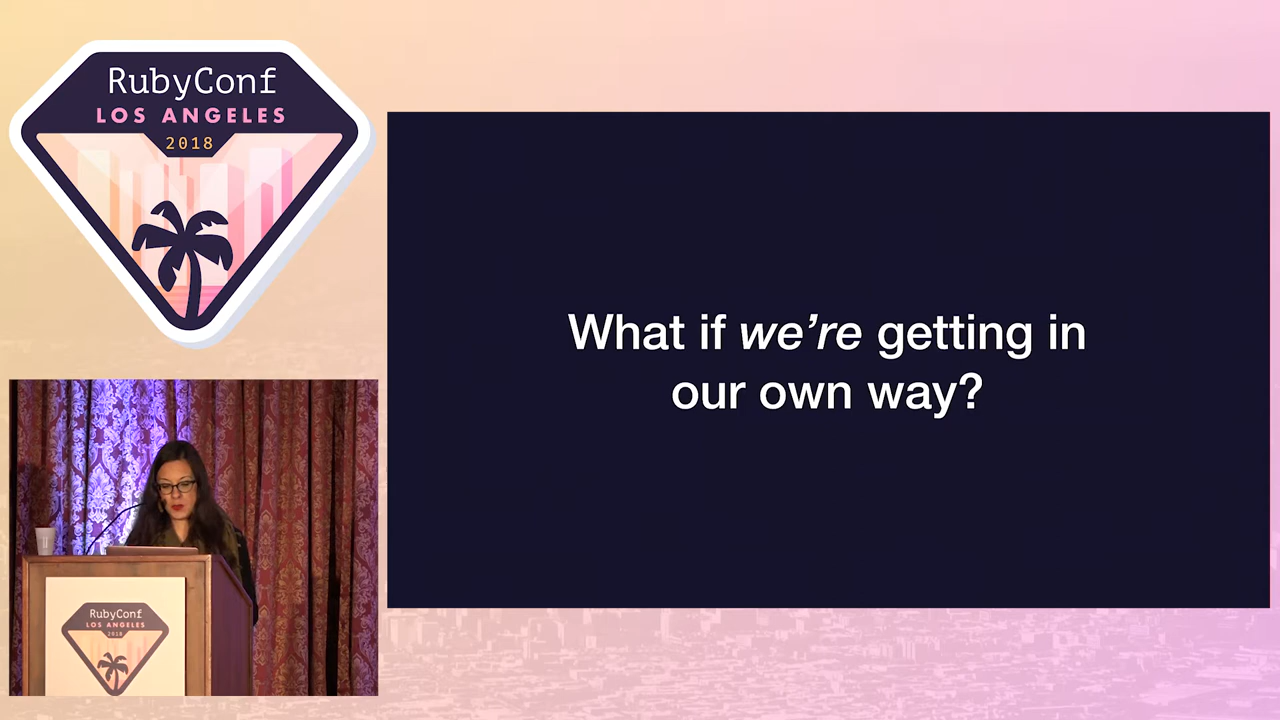 RubyConf
LOS ANGELES
2018
What if we're getting in
our own way?
RubyConf
LOS ANGELES
2018